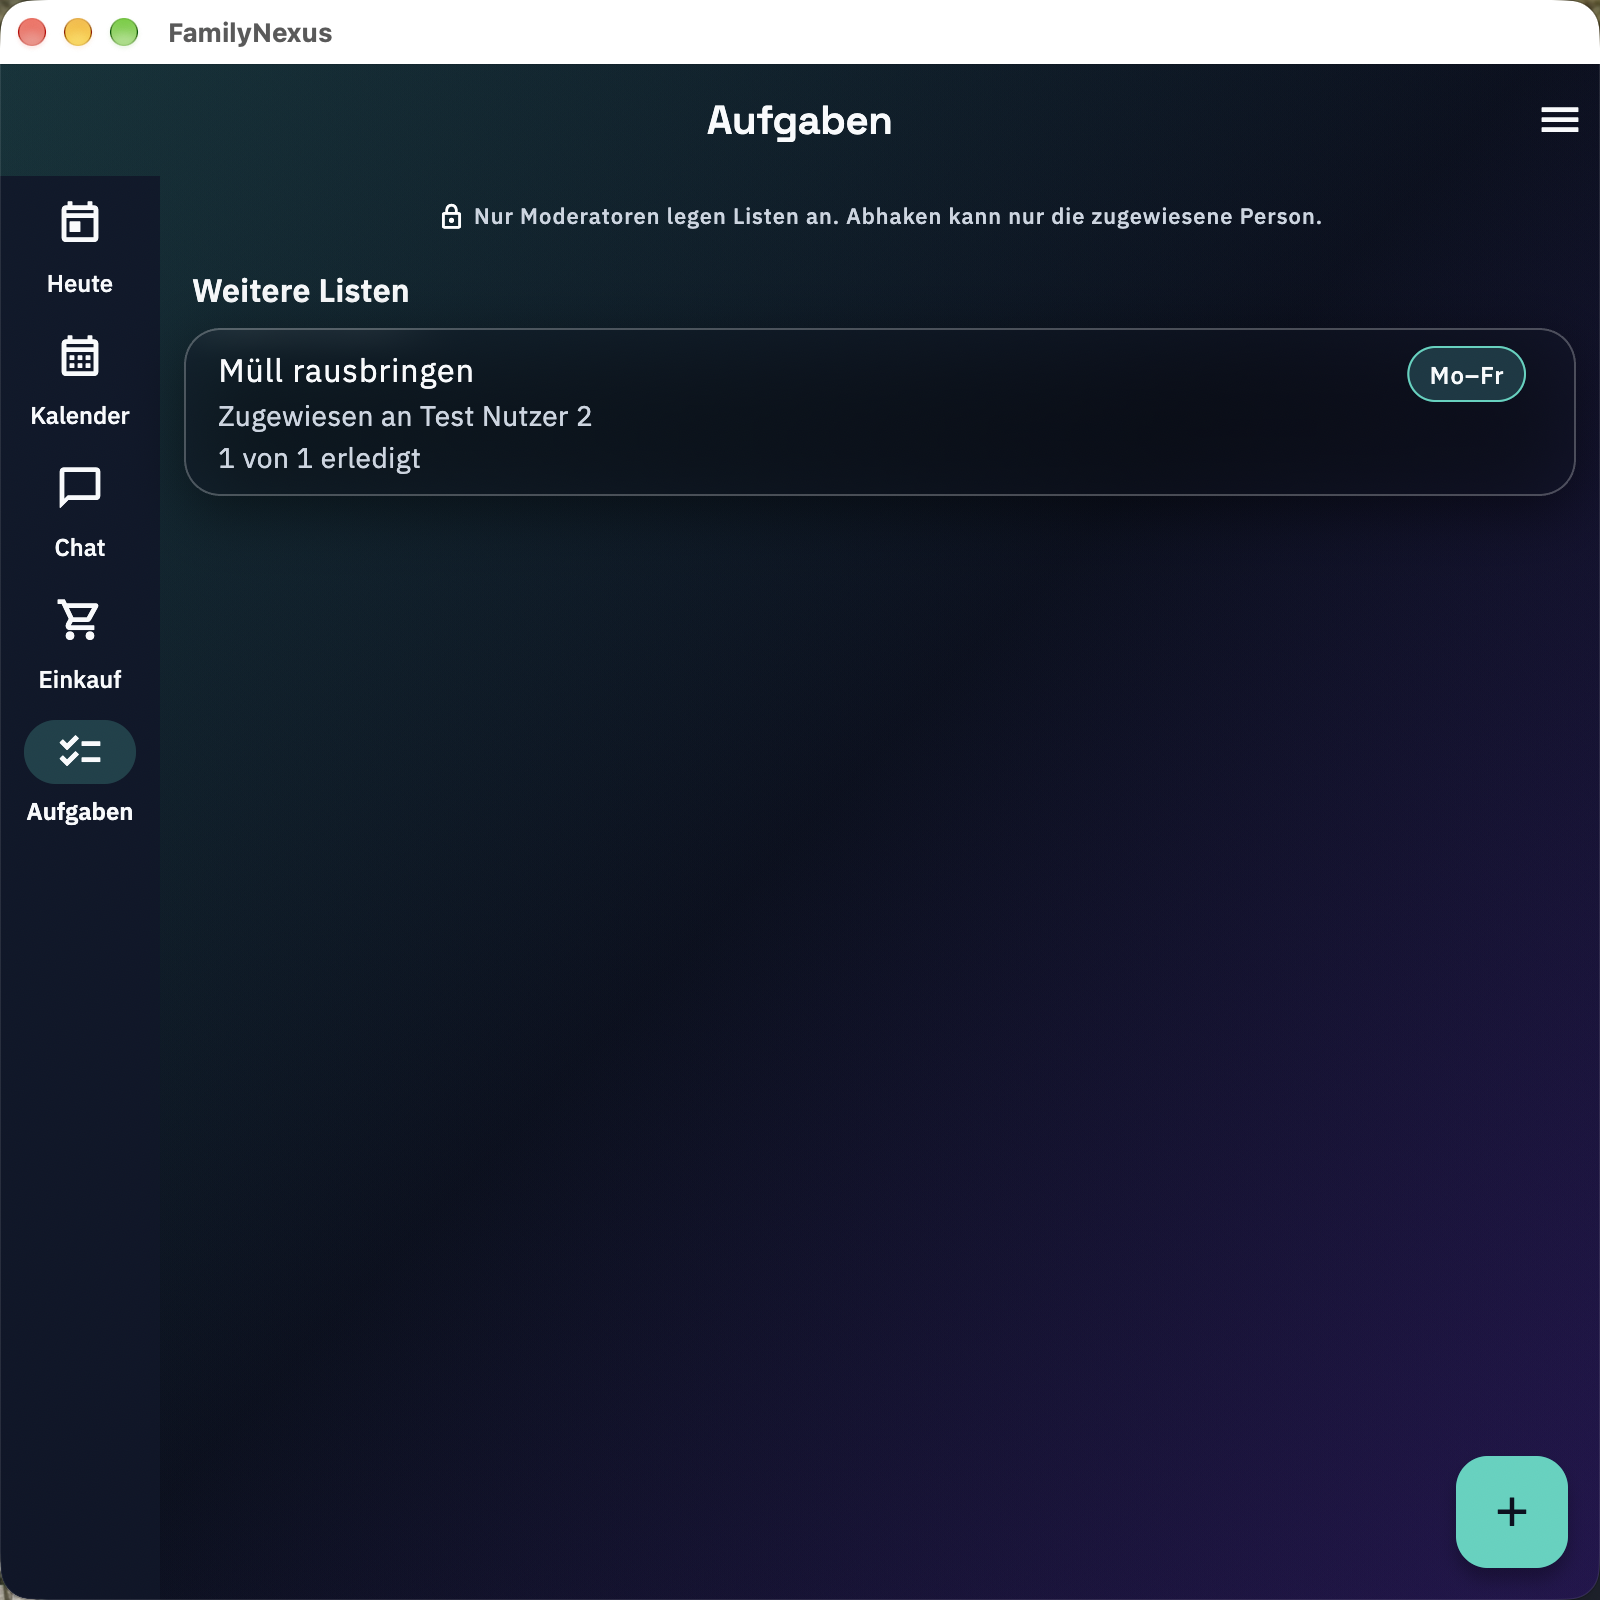 FamilyNexus
Aufgaben
Heute
Kalender
Chat
Einkauf
Aufgaben
Nur Moderatoren legen Listen an. Abhaken kann nur die zugewiesene Person.
Weitere Listen
Müll rausbringen
Mo–Fr
Zugewiesen an Test Nutzer 2
1 von 1 erledigt
+